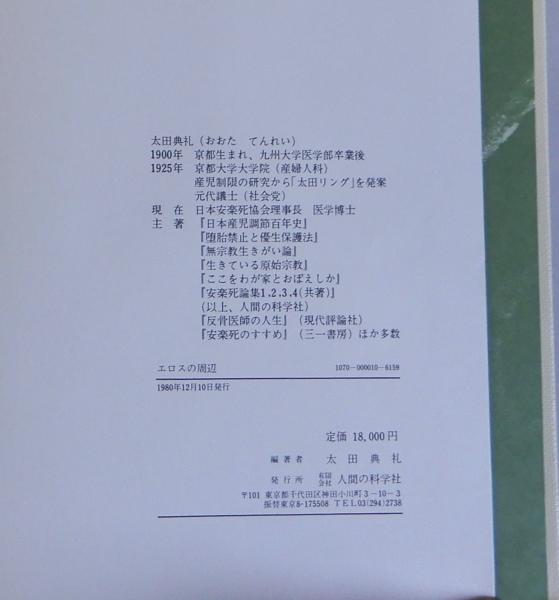 太田典礼(おおた てんれい)
1900年 京都生まれ、九州大学医学部卒業後
1925年 京都大学大学院(産婦人科)
産児制限の研究から「太田リング」を発案
元代議士(社会党)
現在 日本安楽死協会理事長 医学博士
主著 『日本産児調節百年史』
『堕胎禁止と優生保護法』
『無宗教生きがい論』
『生きている原始宗教』
『ここをわが家とおぼえしか』
『安楽死論集1,2,3,4(共著)』
(以上、人間の科学社)
『反骨医師の人生』(現代評論社)
『安楽死のすすめ』(三一書房)ほか多数
エロスの周辺 1070-000010-6159
1980年12月10日発行
定価 18,000円
編著者 太田典礼
発行所 有限会社 人間の科学社
〒101 東京都千代田区神田小川町3-10-3
振替東京8-175508 TEL03(294)2738